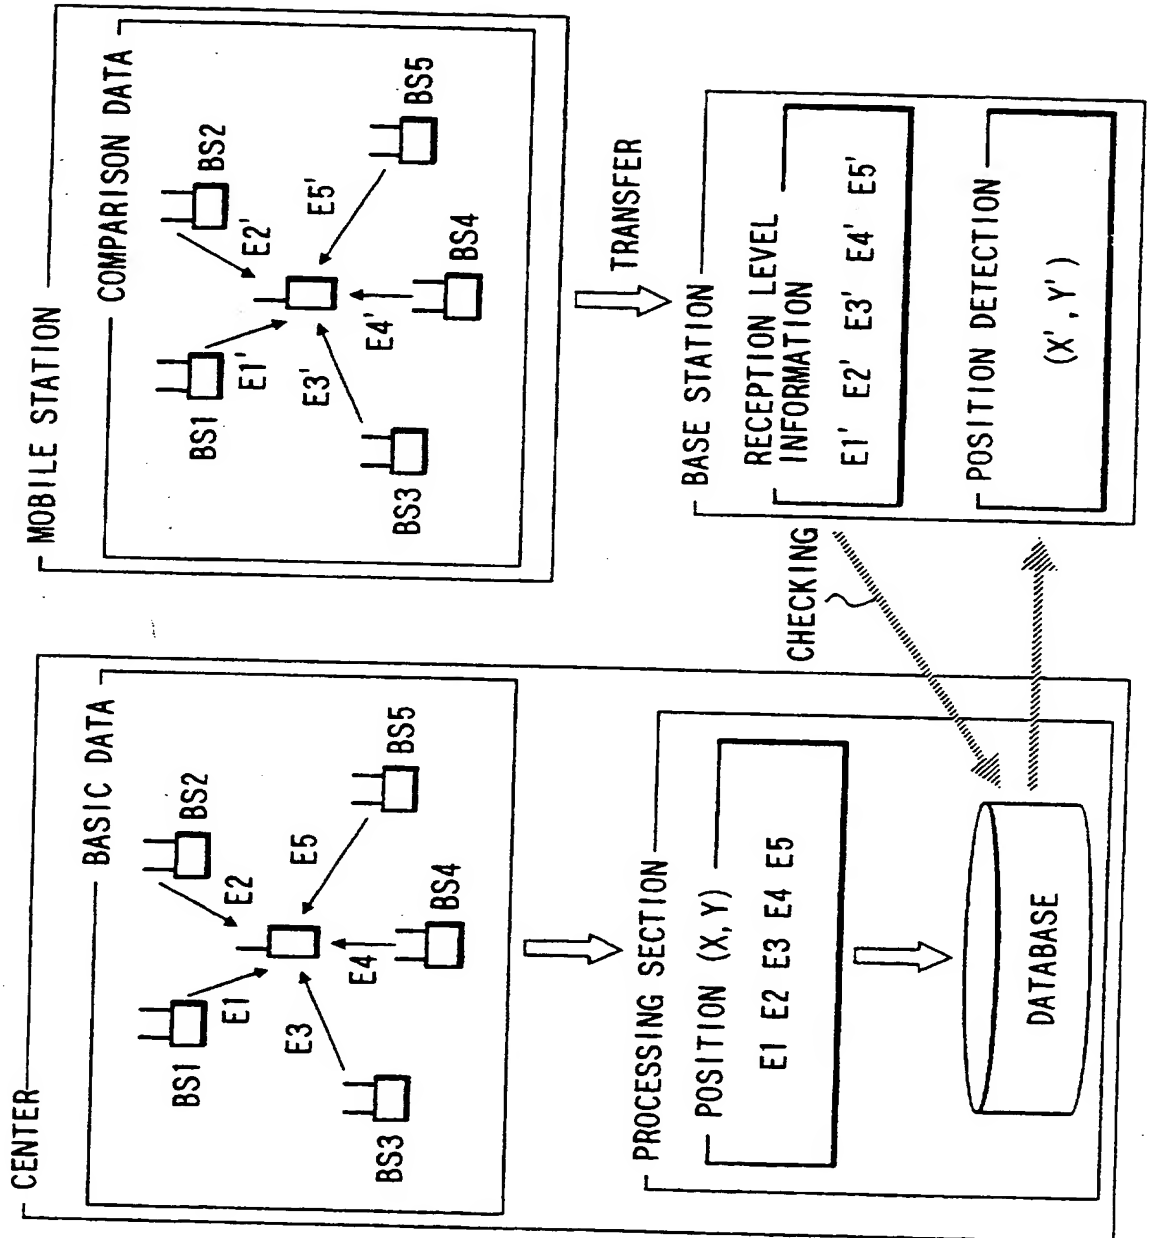 CENTER
BASIC DATA
BS1
E1
BS2
E2
BS3
E3
E4
BS4
E5
BS5
PROCESSING SECTION
POSITION (X,Y)
E1 E2 E3 E4 E5
DATABASE
MOBILE STATION
COMPARISON DATA
BS1
E1'
BS2
E2'
BS3
E3'
E4'
BS4
E5'
BS5
TRANSFER
CHECKING
BASE STATION
RECEPTION LEVEL
INFORMATION
E1' E2' E3' E4' E5'
POSITION DETECTION
(X',Y')